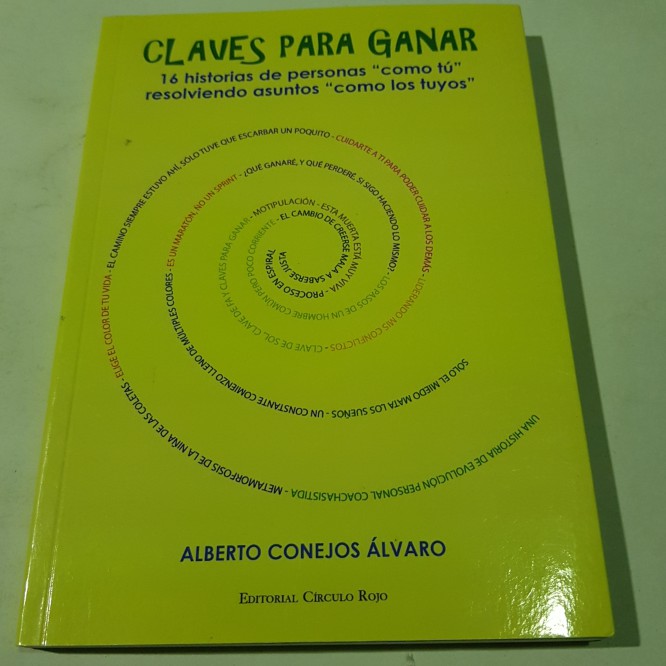 CLAVES PARA GANAR
16 historias de personas "como tú"
resolviendo asuntos "como los tuyos"
UNA HISTORIA DE EVOLUCIÓN PERSONAL COACHASISTIDA - METAMORFOSIS DE LA NIÑA DE LAS COLETAS - ELIGE EL COLOR DE TU VIDA - EL CAMINO SIEMPRE ESTUVO AHÍ, SÓLO TUVE QUE ESCARBAR UN POQUITO - CUIDARTE A TI PARA PODER CUIDAR A LOS DEMÁS - LIDERANDO MIS CONFLICTOS - CLAVE DE SOL, CLAVE DE FA Y CLAVES PARA GANAR - MOTIPULACIÓN - ESTA MUERTA ESTÁ MUY VIVA - PROCESO EN ESPIRAL
SÓLO EL MIEDO MATA LOS SUEÑOS - UN CONSTANTE COMIENZO LLENO DE MÚLTIPLES COLORES - ES UN MARATÓN, NO UN SPRINT - ¿QUÉ GANARÉ, Y QUÉ PERDERÉ, SI SIGO HACIENDO LO MISMO? - LOS PASOS DE UN HOMBRE COMÚN PERO POCO CORRIENTE - EL CAMBIO DE CREERSE MALA A SABERSE JUSTA
ALBERTO CONEJOS ÁLVARO
EDITORIAL CÍRCULO ROJO